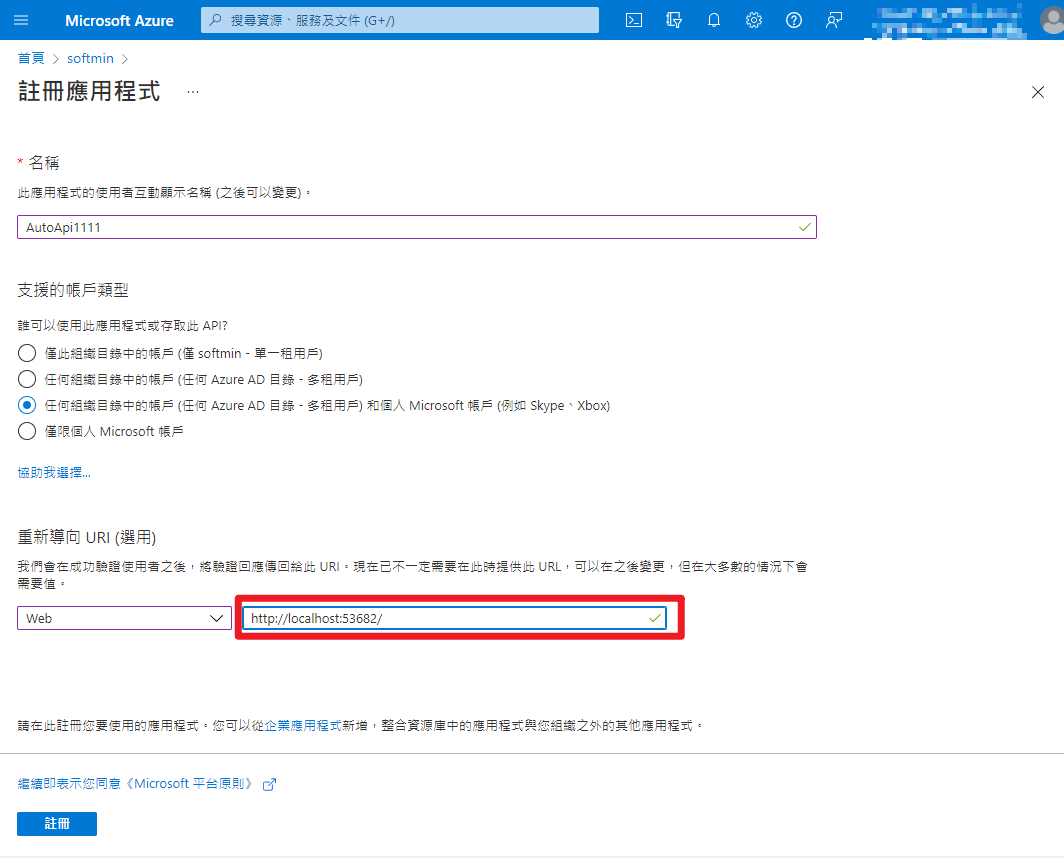 Microsoft Azure
搜尋資源、服務及文件 (G+/)
首頁 > softmin >
註冊應用程式 ...
* 名稱
此應用程式的使用者互動顯示名稱 (之後可以變更)。
AutoApi1111
支援的帳戶類型
誰可以使用此應用程式或存取此 API?
僅此組織目錄中的帳戶 (僅 softmin - 單一租用戶)
任何組織目錄中的帳戶 (任何 Azure AD 目錄 - 多租用戶)
任何組織目錄中的帳戶 (任何 Azure AD 目錄 - 多租用戶) 和個人 Microsoft 帳戶 (例如 Skype、Xbox)
僅限個人 Microsoft 帳戶
協助我選擇...
重新導向 URI (選用)
我們會在成功驗證使用者之後，將驗證回應傳回給此 URI。現在已不一定需要在此時提供此 URL，可以在之後變更，但在大多數的情況下會
需要值。
Web
http://localhost:53682/
請在此註冊您要使用的應用程式。您可以從企業應用程式新增，整合資源庫中的應用程式與您組織之外的其他應用程式。
繼續即表示您同意《Microsoft 平台原則》
註冊